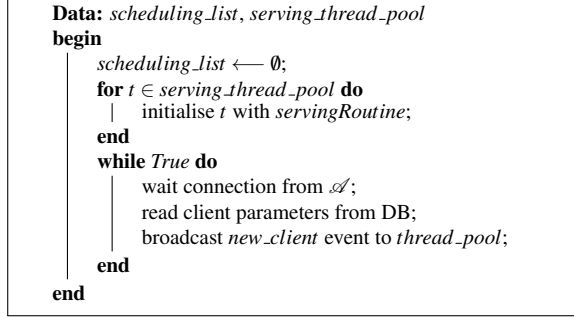 Data: scheduling_list, serving_thread_pool
begin
scheduling_list ⟵ ∅;
for t ∈ serving_thread_pool do
initialise t with servingRoutine;
end
while True do
wait connection from 𝒜;
read client parameters from DB;
broadcast new_client event to thread_pool;
end
end